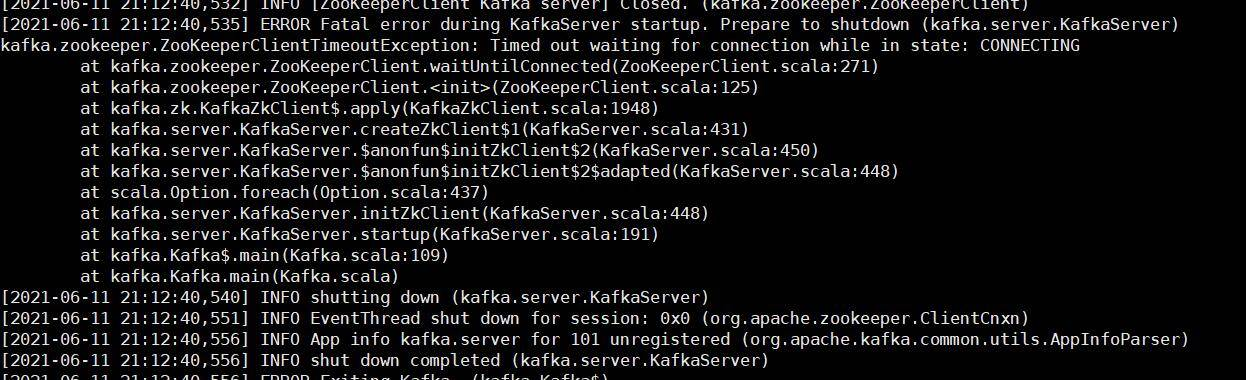 [2021-06-11 21:12:40,532] INFO [ZooKeeperClient Kafka server] Closed. (kafka.zookeeper.ZooKeeperClient)
[2021-06-11 21:12:40,535] ERROR Fatal error during KafkaServer startup. Prepare to shutdown (kafka.server.KafkaServer)
kafka.zookeeper.ZooKeeperClientTimeoutException: Timed out waiting for connection while in state: CONNECTING
at kafka.zookeeper.ZooKeeperClient.waitUntilConnected(ZooKeeperClient.scala:271)
at kafka.zookeeper.ZooKeeperClient.<init>(ZooKeeperClient.scala:125)
at kafka.zk.KafkaZkClient$.apply(KafkaZkClient.scala:1948)
at kafka.server.KafkaServer.createZkClient$1(KafkaServer.scala:431)
at kafka.server.KafkaServer.$anonfun$initZkClient$2(KafkaServer.scala:450)
at kafka.server.KafkaServer.$anonfun$initZkClient$2$adapted(KafkaServer.scala:448)
at scala.Option.foreach(Option.scala:437)
at kafka.server.KafkaServer.initZkClient(KafkaServer.scala:448)
at kafka.server.KafkaServer.startup(KafkaServer.scala:191)
at kafka.Kafka$.main(Kafka.scala:109)
at kafka.Kafka.main(Kafka.scala)
[2021-06-11 21:12:40,540] INFO shutting down (kafka.server.KafkaServer)
[2021-06-11 21:12:40,551] INFO EventThread shut down for session: 0x0 (org.apache.zookeeper.ClientCnxn)
[2021-06-11 21:12:40,556] INFO App info kafka.server for 101 unregistered (org.apache.kafka.common.utils.AppInfoParser)
[2021-06-11 21:12:40,556] INFO shut down completed (kafka.server.KafkaServer)
[2021-06-11 21:12:40,556] ERROR Exiting Kafka. (kafka.Kafka$)